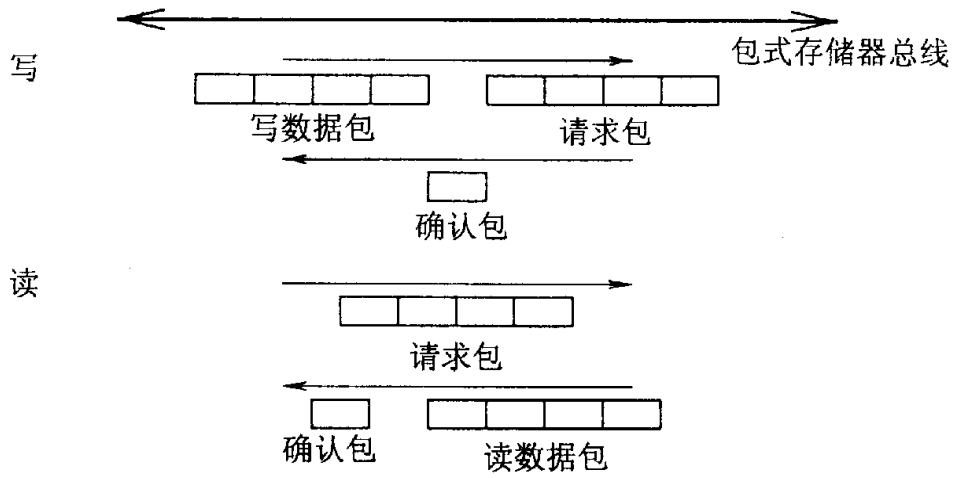 包式存储器总线
写
写数据包
请求包
确认包
读
请求包
确认包
读数据包